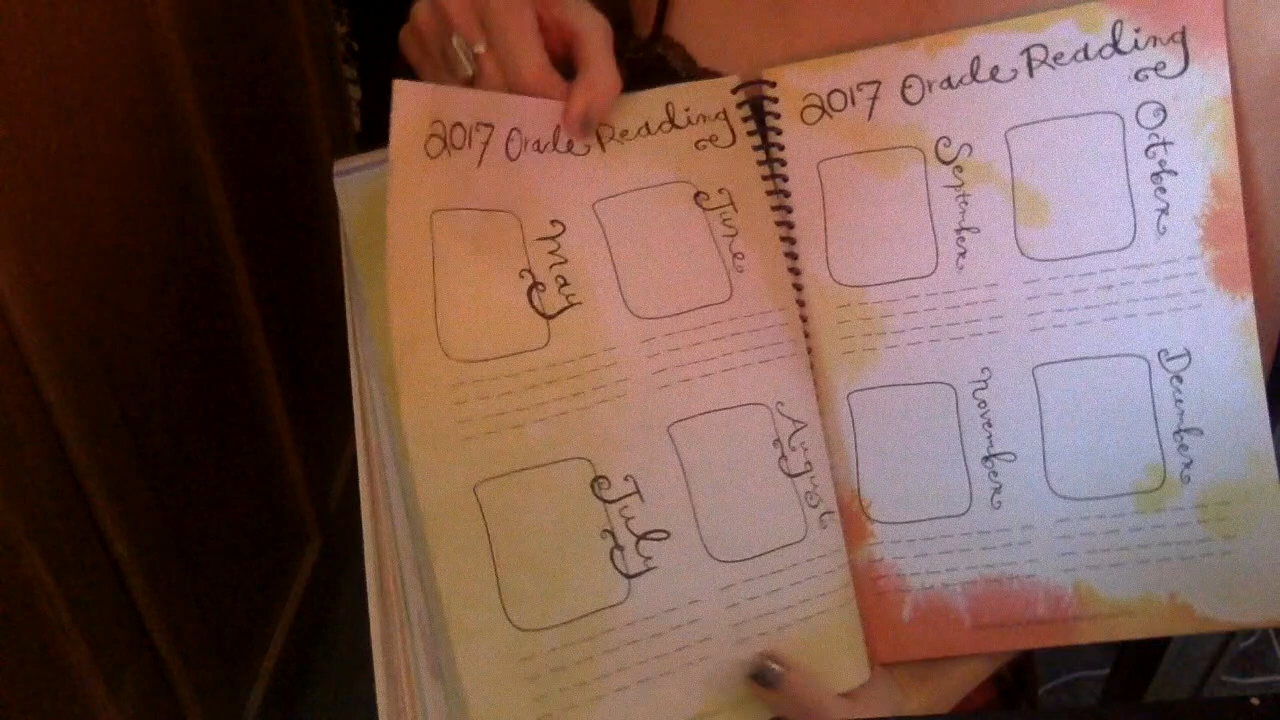 2017 Oracle Reading
May
June
July
August
2017 Oracle Reading
September
October
November
December